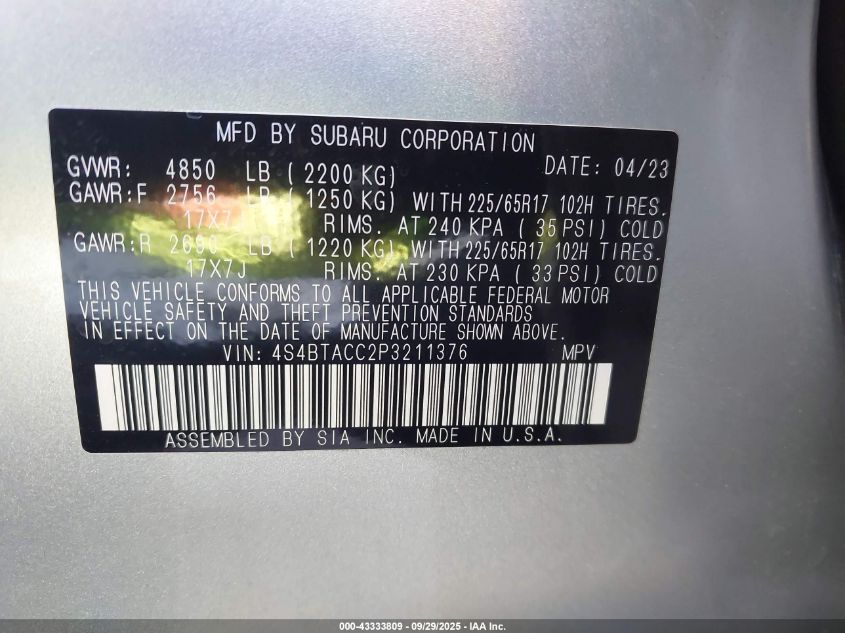 MFD BY SUBARU CORPORATION
GVWR: 4850 LB ( 2200 KG) DATE: 04/23
GAWR:F 2756 LB ( 1250 KG) WITH 225/65R17 102H TIRES.
17X7J RIMS. AT 240 KPA ( 35 PSI) COLD
GAWR:R 2690 LB ( 1220 KG) WITH 225/65R17 102H TIRES.
17X7J RIMS. AT 230 KPA ( 33 PSI) COLD
THIS VEHICLE CONFORMS TO ALL APPLICABLE FEDERAL MOTOR
VEHICLE SAFETY AND THEFT PREVENTION STANDARDS
IN EFFECT ON THE DATE OF MANUFACTURE SHOWN ABOVE.
VIN: 4S4BTACC2P3211376 MPV
ASSEMBLED BY SIA INC. MADE IN U.S.A.
000-43333809 - 09/29/2025 - IAA Inc.